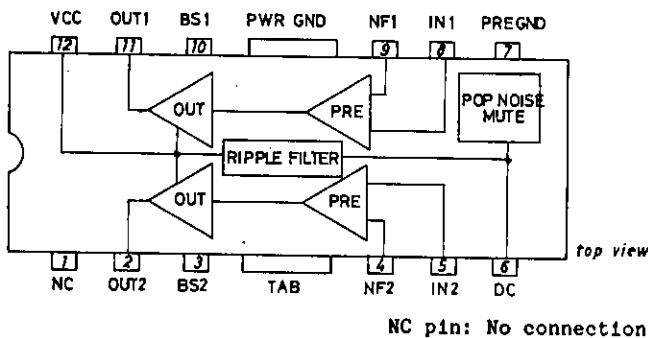 VCC OUT1 BS1 PWR GND NF1 IN1 PREGND
12 11 10 9 8 7
OUT PRE POP NOISE
MUTE
RIPPLE FILTER
OUT PRE
top view
1 2 3 4 5 6
NC OUT2 BS2 TAB NF2 IN2 DC
NC pin: No connection